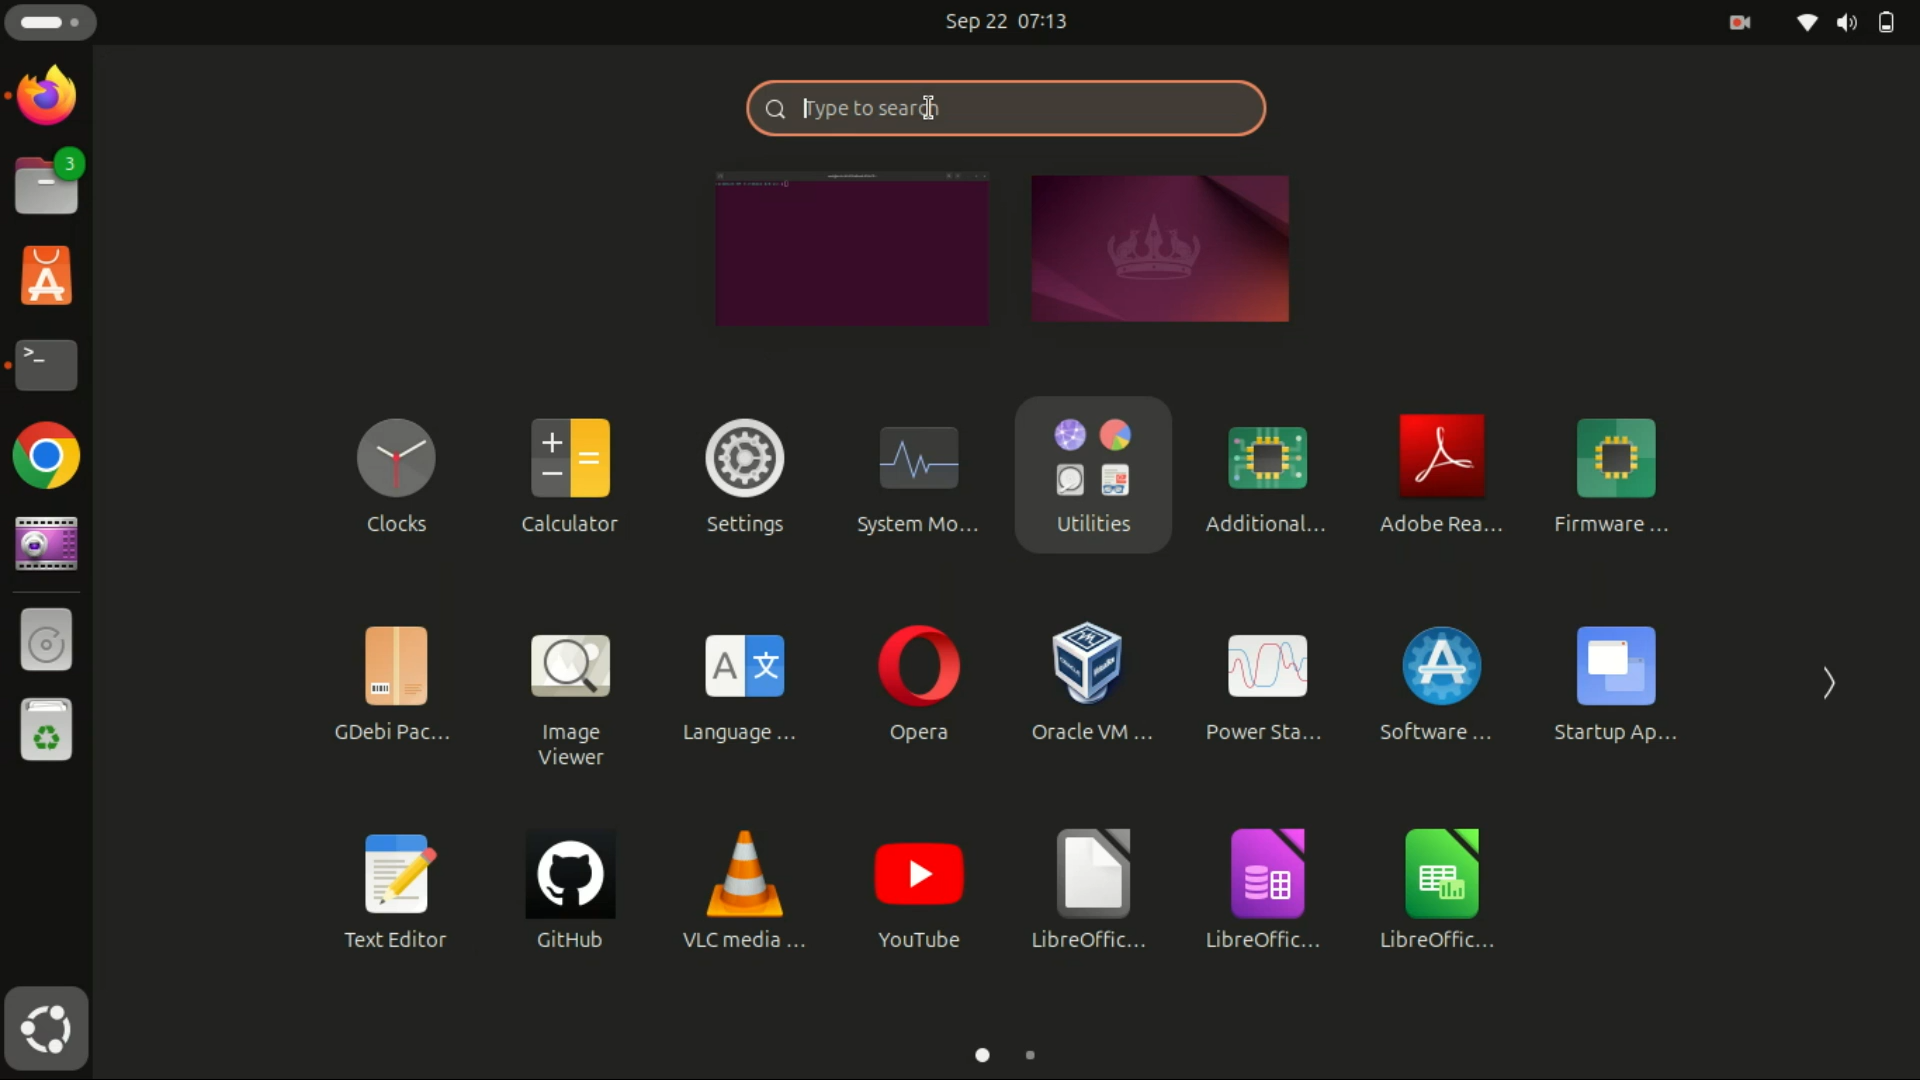 Sep 22 07:13
Type to search
3
>_
Clocks
Calculator
Settings
System Mo...
Utilities
Additional...
Adobe Rea...
Firmware ...
A 文
GDebi Pac...
Image
Viewer
Language ...
Opera
Oracle VM ...
Power Sta...
Software ...
Startup Ap...
Text Editor
GitHub
VLC media ...
YouTube
LibreOffic...
LibreOffic...
LibreOffic...